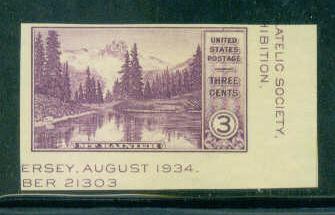 UNITED
STATES POSTAGE
THREE
CENTS
3
MT. RAINIER
ATELIC SOCIETY,
HIBITION.
ERSEY, AUGUST 1934.
BER 21303